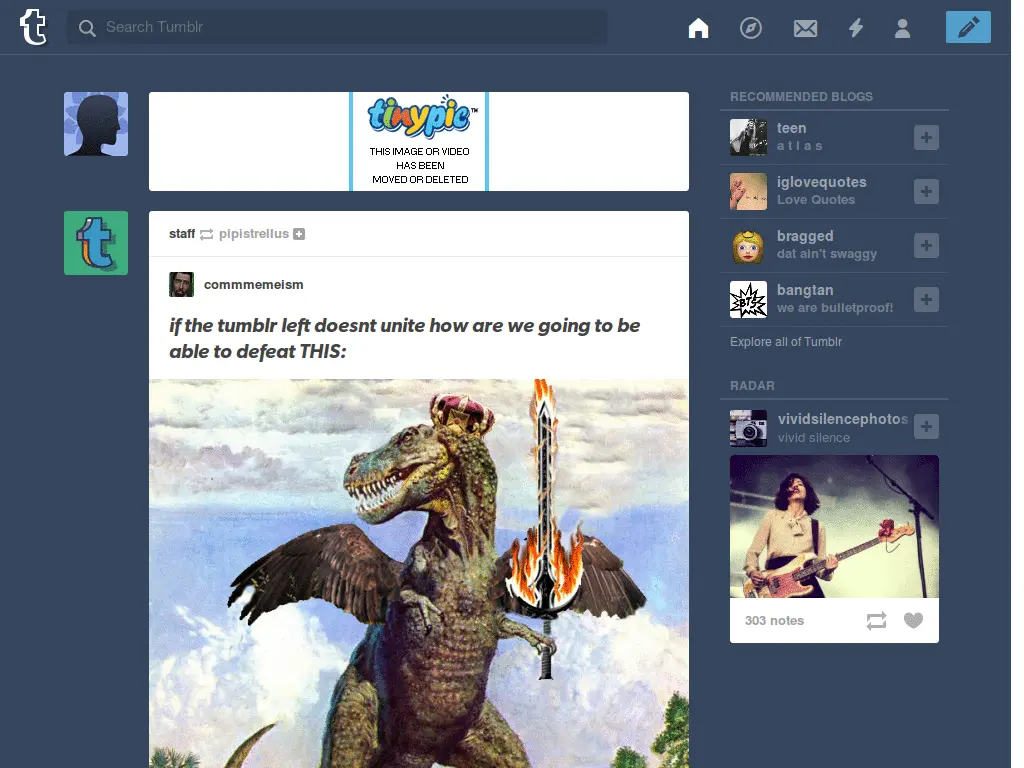 t
Search Tumblr
tinypic™
THIS IMAGE OR VIDEO
HAS BEEN
MOVED OR DELETED
t
staff pipistrellus
commmemeism
if the tumblr left doesnt unite how are we going to be
able to defeat THIS:
RECOMMENDED BLOGS
teen
a t l a s
iglovequotes
Love Quotes
bragged
dat ain't swaggy
BTS
bangtan
we are bulletproof!
Explore all of Tumblr
RADAR
vividsilencephotos
vivid silence
303 notes